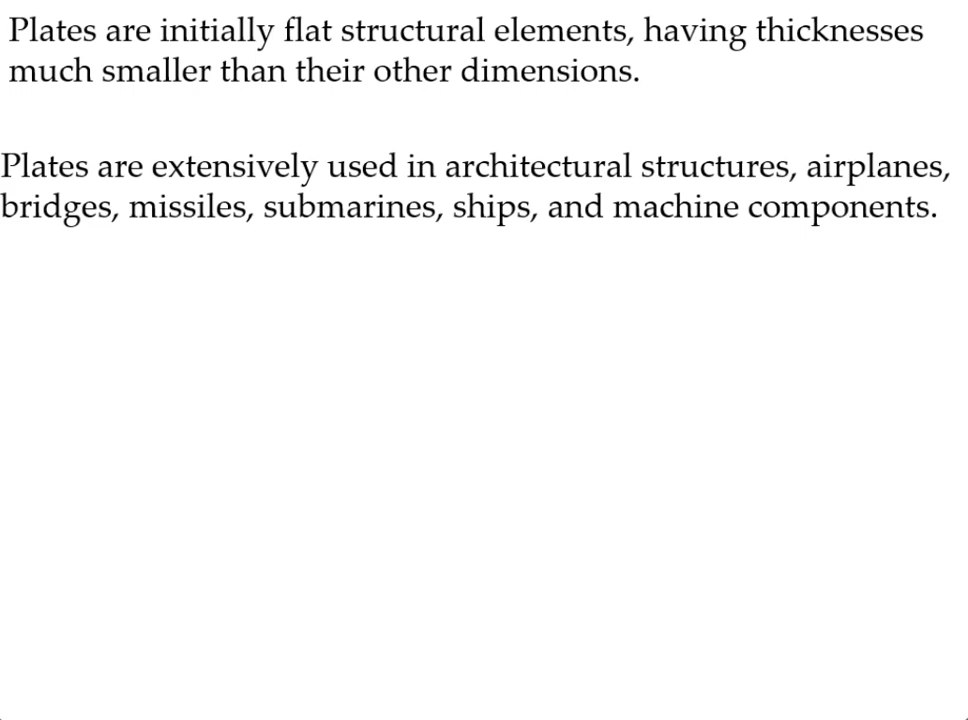 Plates are initially flat structural elements, having thicknesses
much smaller than their other dimensions.
Plates are extensively used in architectural structures, airplanes,
bridges, missiles, submarines, ships, and machine components.